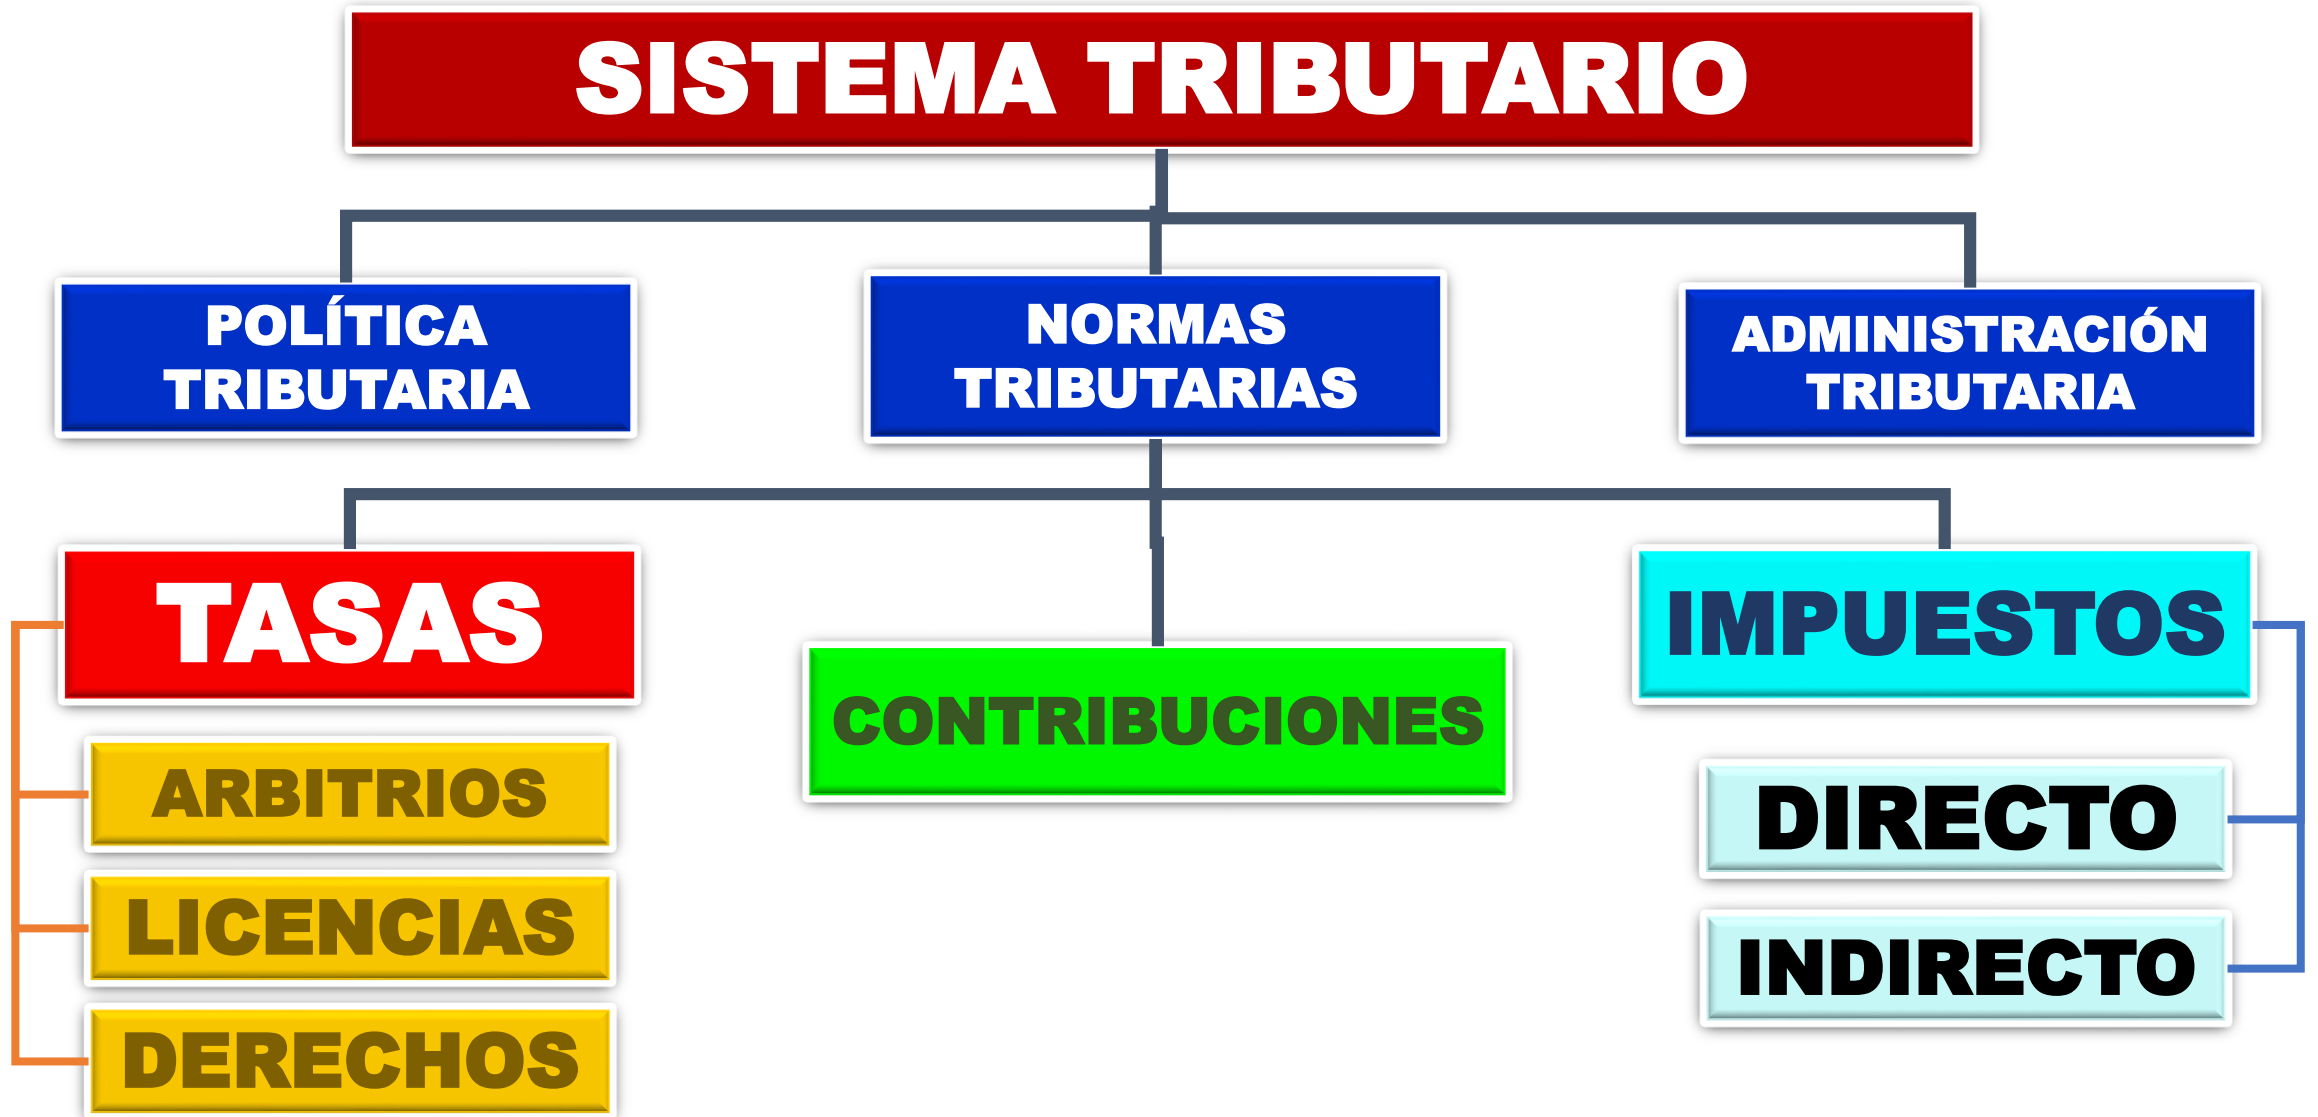 SISTEMA TRIBUTARIO
POLÍTICA
TRIBUTARIA
NORMAS
TRIBUTARIAS
ADMINISTRACIÓN
TRIBUTARIA
TASAS
ARBITRIOS
LICENCIAS
DERECHOS
CONTRIBUCIONES
IMPUESTOS
DIRECTO
INDIRECTO